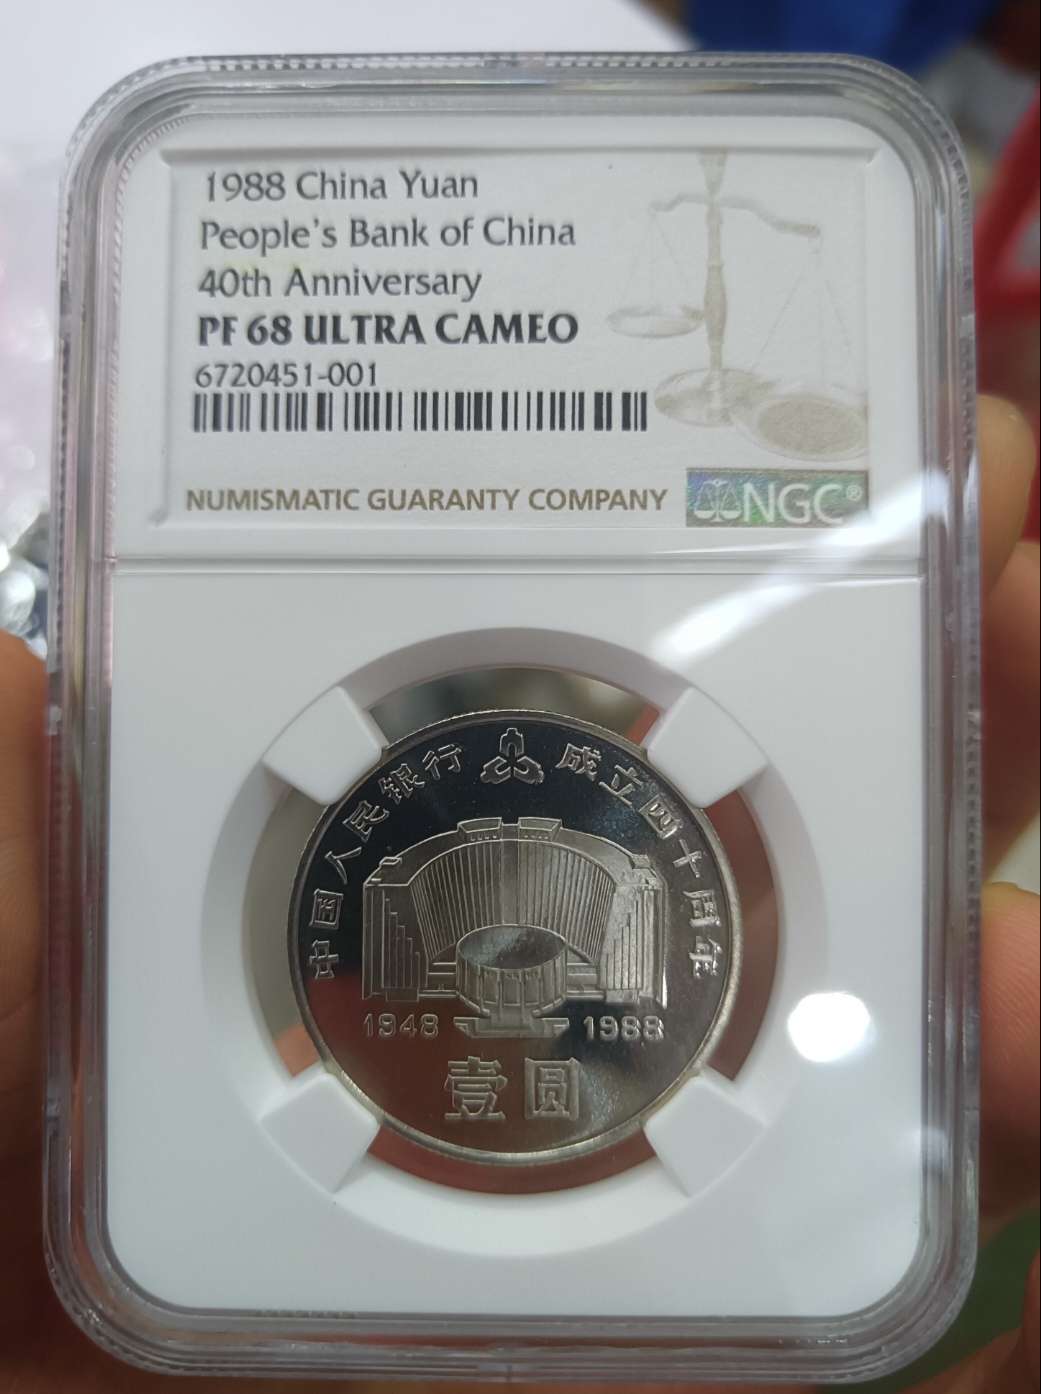 1988 China Yuan
People's Bank of China
40th Anniversary
PF 68 ULTRA CAMEO
6720451-001
NUMISMATIC GUARANTY COMPANY
NGC®
中国人民银行 成立四十周年
1948 1988
壹圆